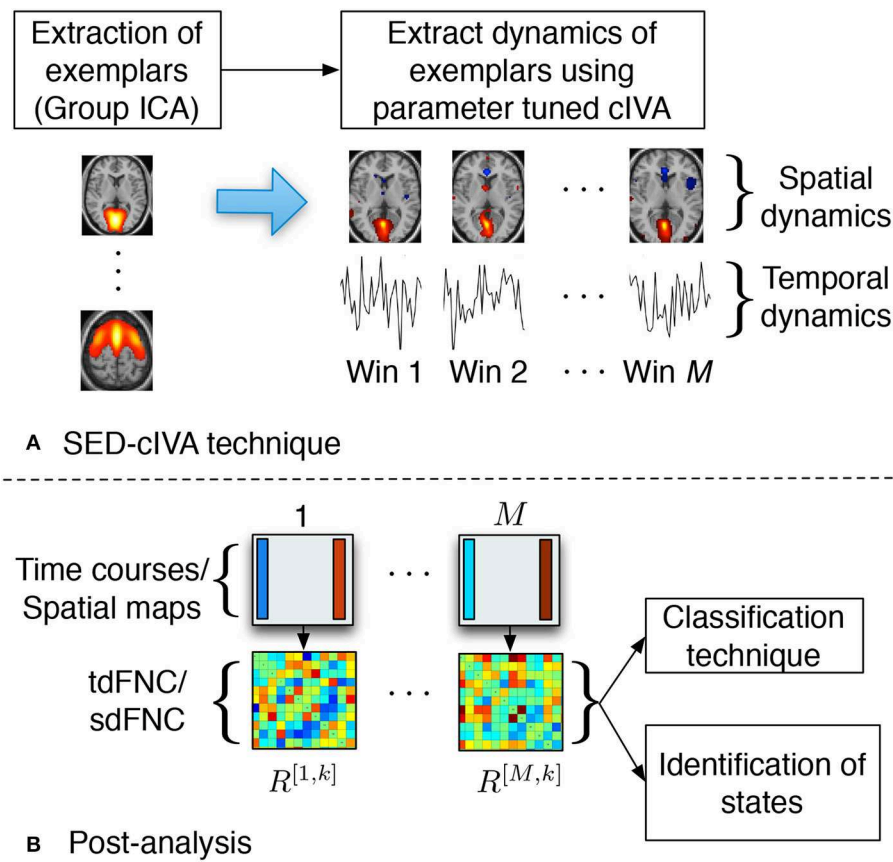 Extraction of
exemplars
(Group ICA)
Extract dynamics of
exemplars using
parameter tuned cIVA
. . .
Spatial
dynamics
Temporal
dynamics
. . .
Win 1
Win 2
. . .
Win M
A SED-cIVA technique
1
M
Time courses/
Spatial maps
. . .
tdFNC/
sdFNC
. . .
R^{[1,k]}
R^{[M,k]}
Classification
technique
Identification of
states
B Post-analysis